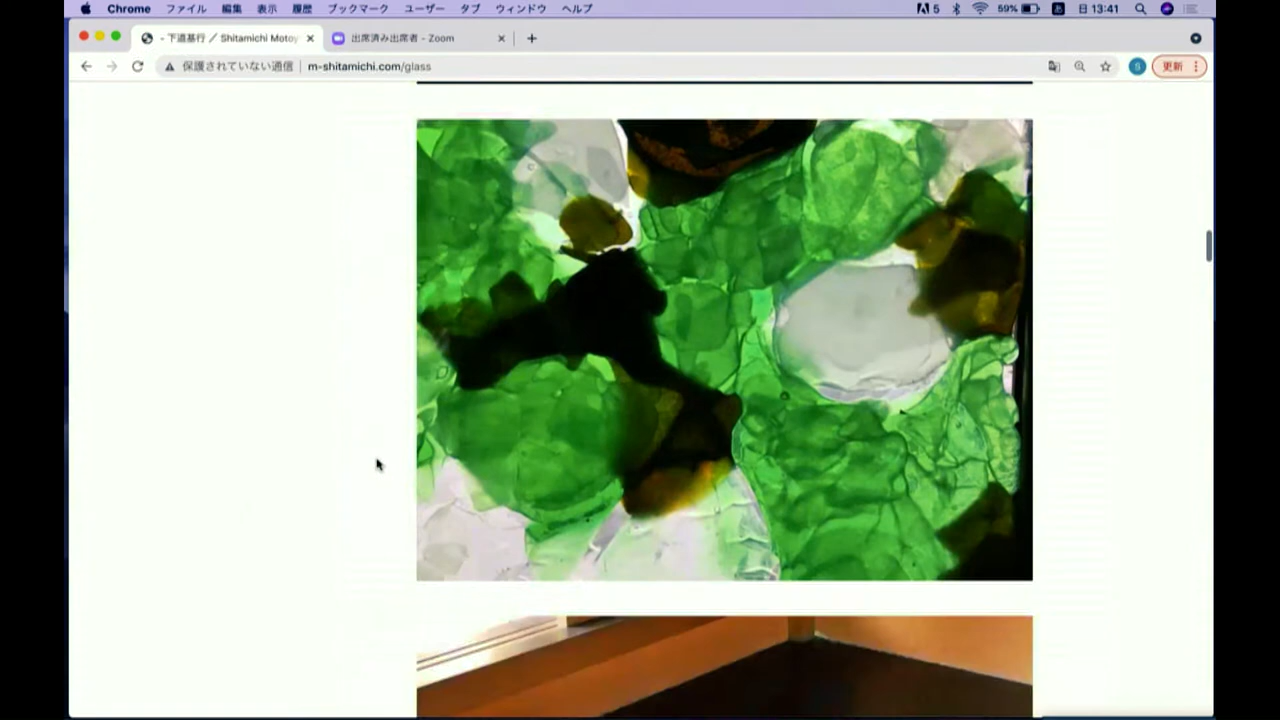 Chrome ファイル 編集 表示 履歴 ブックマーク ユーザー タブ ウィンドウ ヘルプ 5 59% あ 日 13:41
- 下道基行 ／ Shitamichi Motoy 出席済み出席者 - Zoom
保護されていない通信 m-shitamichi.com/glass S 更新